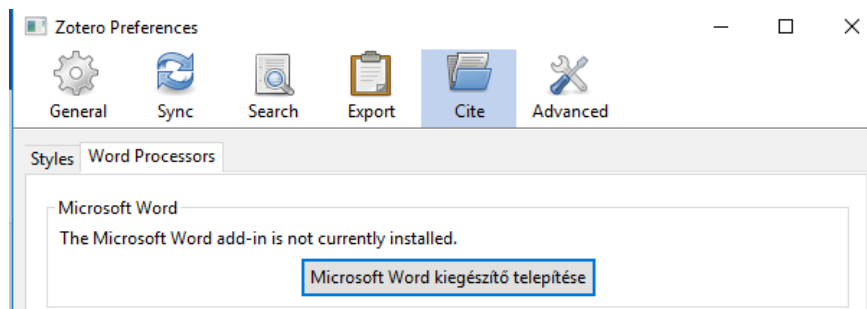 Zotero Preferences
General Sync Search Export Cite Advanced
Styles Word Processors
Microsoft Word
The Microsoft Word add-in is not currently installed.
Microsoft Word kiegészítő telepítése